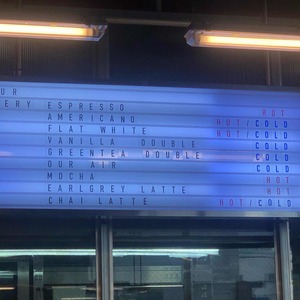 UR
ERY ESPRESSO HOT
AMERICANO HOT/COLD
FLAT WHITE HOT/COLD
VANILLA DOUBLE COLD
GREENTEA DOUBLE COLD
OUR AIR COLD
MOCHA HOT
EARLGREY LATTE HOT
CHAI LATTE HOT/COLD